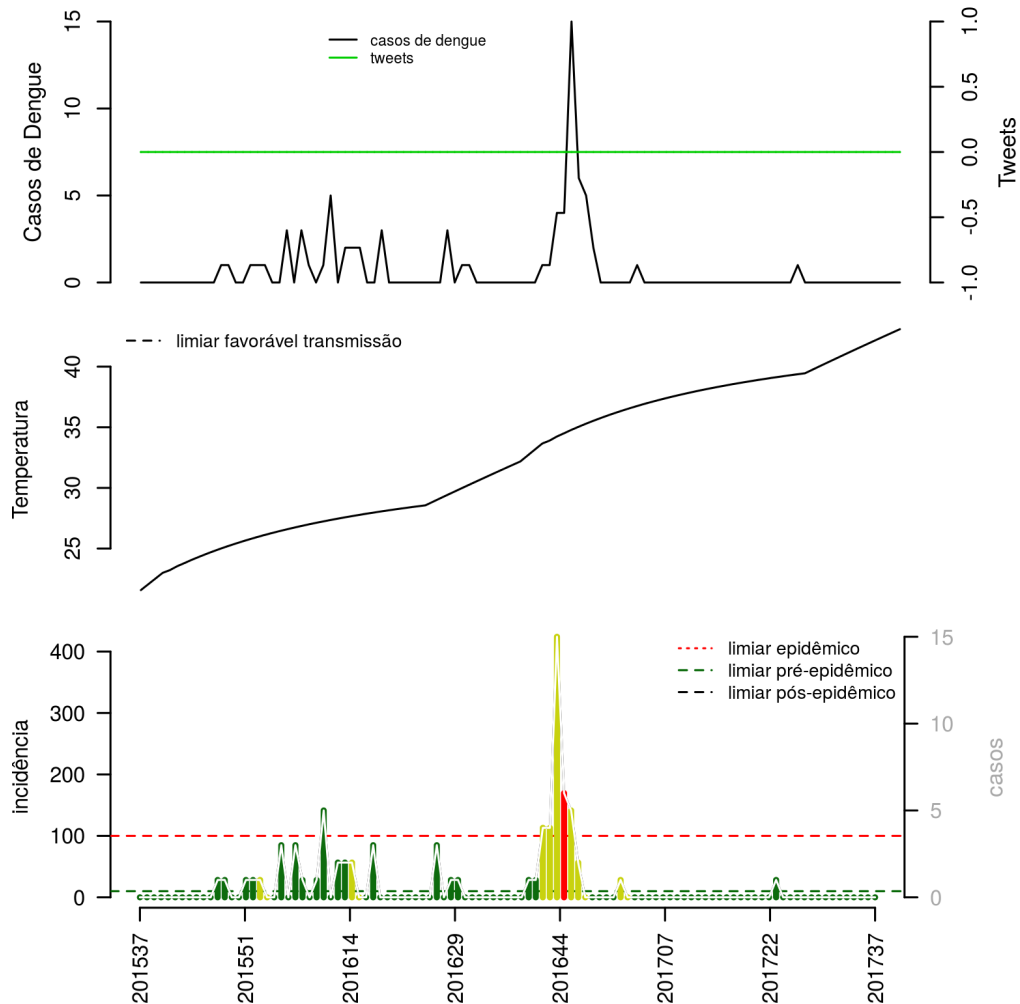 casos de dengue
tweets
Casos de Dengue
0
5
10
15
Tweets
-1.0
-0.5
0.0
0.5
1.0
limiar favorável transmissão
Temperatura
25
30
35
40
limiar epidêmico
limiar pré-epidêmico
limiar pós-epidêmico
incidência
0
100
200
300
400
casos
0
5
10
15
201537
201551
201614
201629
201644
201707
201722
201737